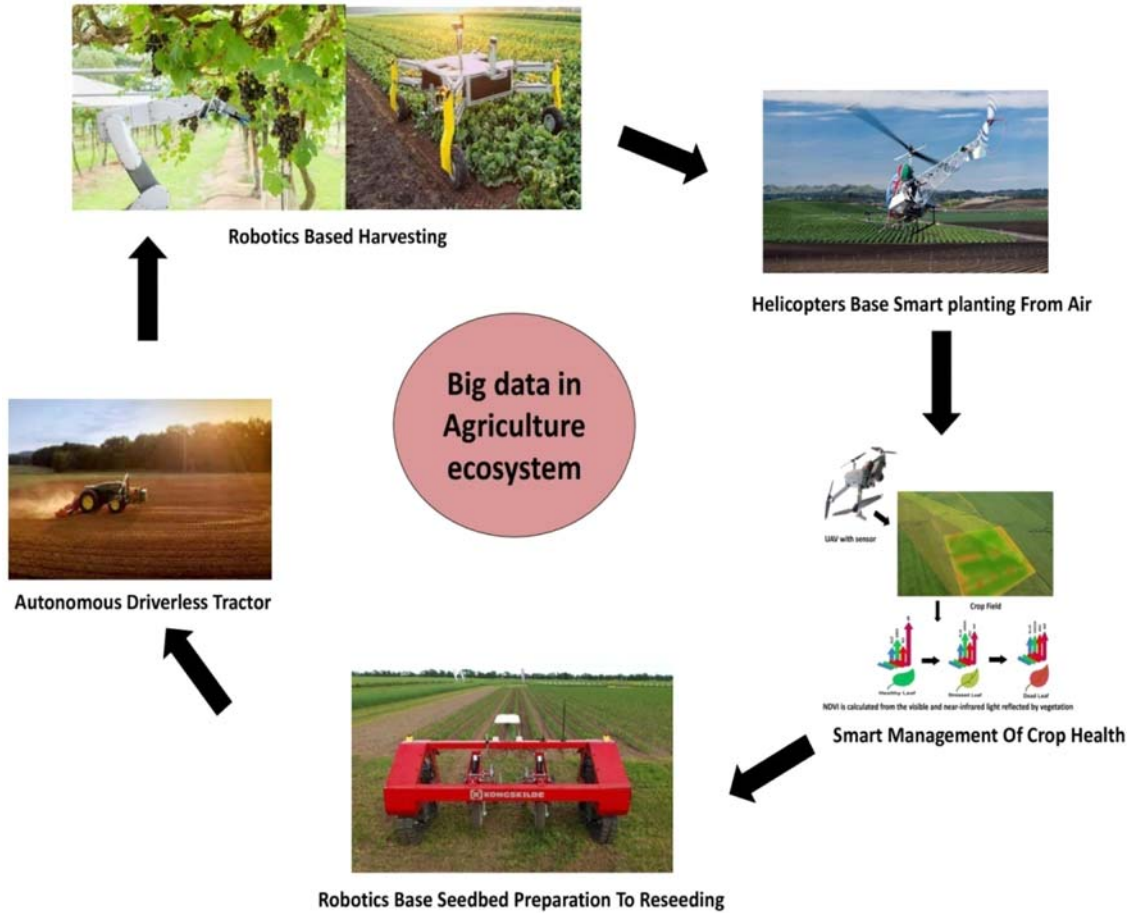 Robotics Based Harvesting
Helicopters Base Smart planting From Air
Big data in
Agriculture
ecosystem
UAV with sensor
Crop Field
Autonomous Driverless Tractor
Healthy Leaf
Stressed Leaf
Dead Leaf
NDVI is calculated from the visible and near-infrared light reflected by vegetation
Smart Management Of Crop Health
KONGSKILDE
Robotics Base Seedbed Preparation To Reseeding